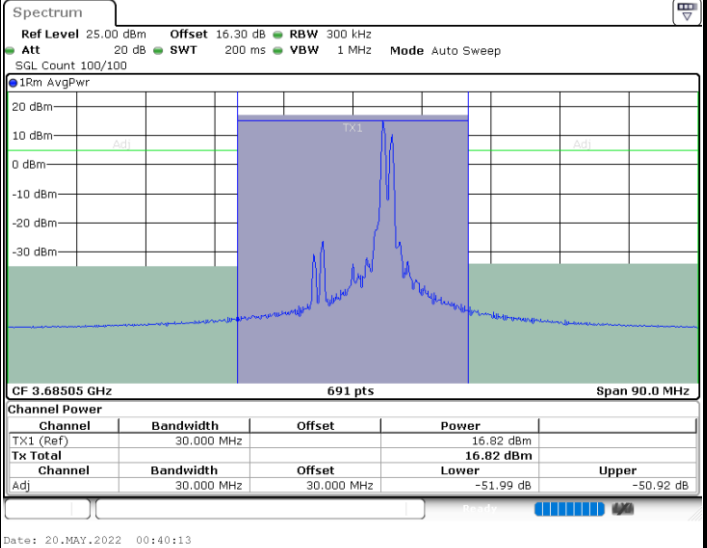 Spectrum
Ref Level 25.00 dBm Offset 16.30 dB RBW 300 kHz
Att 20 dB SWT 200 ms VBW 1 MHz Mode Auto Sweep
SGL Count 100/100
1Rm AvgPwr
20 dBm
TX1
10 dBm
Adj Adj
0 dBm
-10 dBm
-20 dBm
-30 dBm
CF 3.68505 GHz 691 pts Span 90.0 MHz
Channel Power
Channel Bandwidth Offset Power
TX1 (Ref) 30.000 MHz 16.82 dBm
Tx Total 16.82 dBm
Channel Bandwidth Offset Lower Upper
Adj 30.000 MHz 30.000 MHz -51.99 dB -50.92 dB
Ready
Date: 20.MAY.2022 00:40:13